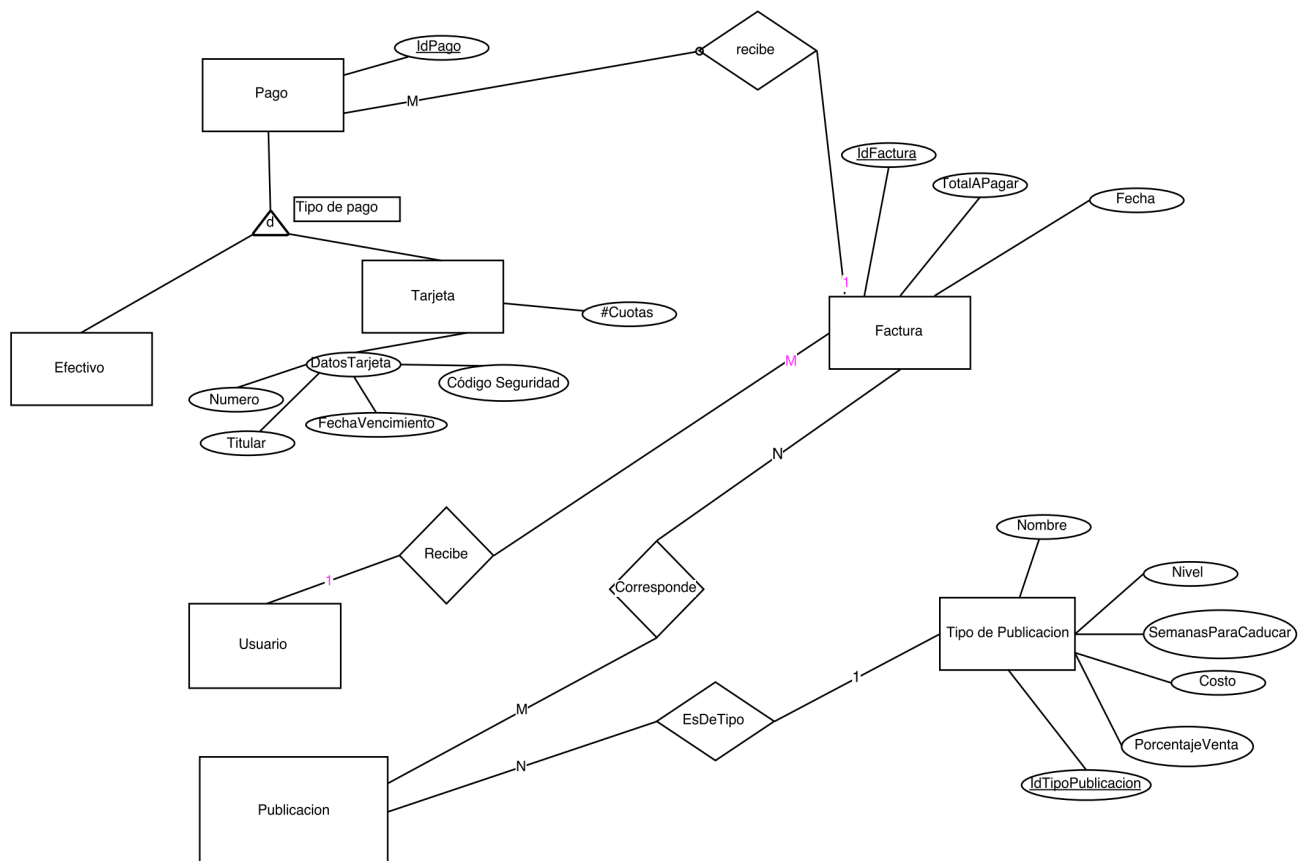 IdPago
recibe
Pago
M
IdFactura
TotalAPagar
Fecha
Tipo de pago
d
1
Tarjeta
#Cuotas
Factura
Efectivo
DatosTarjeta
M
Código Seguridad
Numero
FechaVencimiento
Titular
N
Nombre
Recibe
Nivel
1
Corresponde
Tipo de Publicacion
SemanasParaCaducar
Usuario
1
Costo
M
EsDeTipo
PorcentajeVenta
N
IdTipoPublicacion
Publicacion